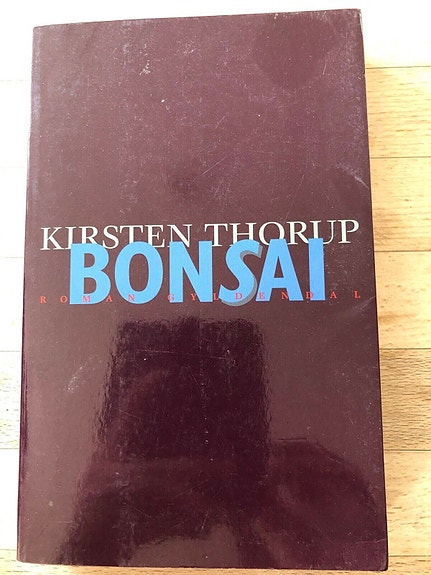 KIRSTEN THORUP
BONSAI
ROMAN GYLDENDAL